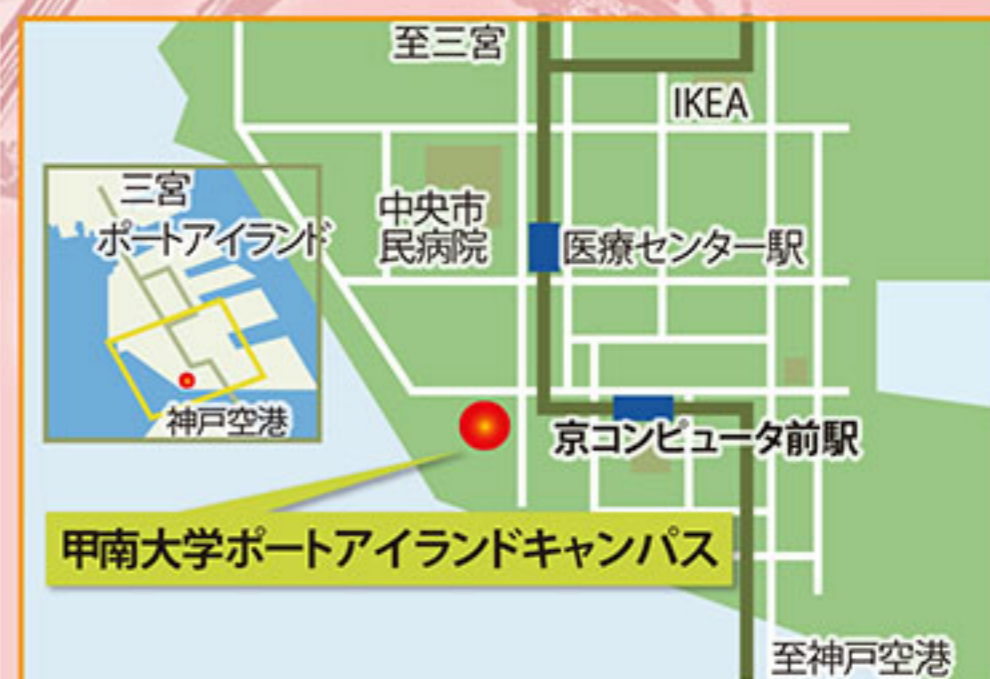 至三宮
IKEA
三宮
ポートアイランド
神戸空港
中央市
民病院
医療センター駅
京コンピュータ前駅
甲南大学ポートアイランドキャンパス
至神戸空港